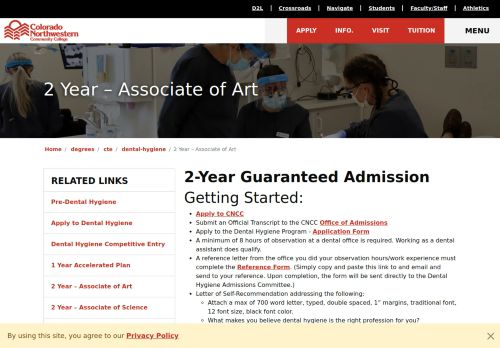 D2L | Crossroads | Navigate | Students | Faculty/Staff | Athletics
Colorado
Northwestern
Community College
APPLY INFO. VISIT TUITION MENU
2 Year – Associate of Art
Home / degrees / cte / dental-hygiene / 2 Year – Associate of Art
RELATED LINKS
Pre-Dental Hygiene
Apply to Dental Hygiene
Dental Hygiene Competitive Entry
1 Year Accelerated Plan
2 Year – Associate of Art
2 Year – Associate of Science
2-Year Guaranteed Admission
Getting Started:
Apply to CNCC
Submit an Official Transcript to the CNCC Office of Admissions
Apply to the Dental Hygiene Program - Application Form
A minimum of 8 hours of observation at a dental office is required. Working as a dental
assistant does qualify.
A reference letter from the office you did your observation hours/work experience must
complete the Reference Form. (Simply copy and paste this link to and email and
send to your reference. Upon completion, the form will be sent directly to the Dental
Hygiene Admissions Committee.)
Letter of Self-Recommendation addressing the following:
Attach a max of 700 word letter, typed, double spaced, 1” margins, traditional font,
12 font size, black font color.
What makes you believe dental hygiene is the right profession for you?
By using this site, you agree to our Privacy Policy
×